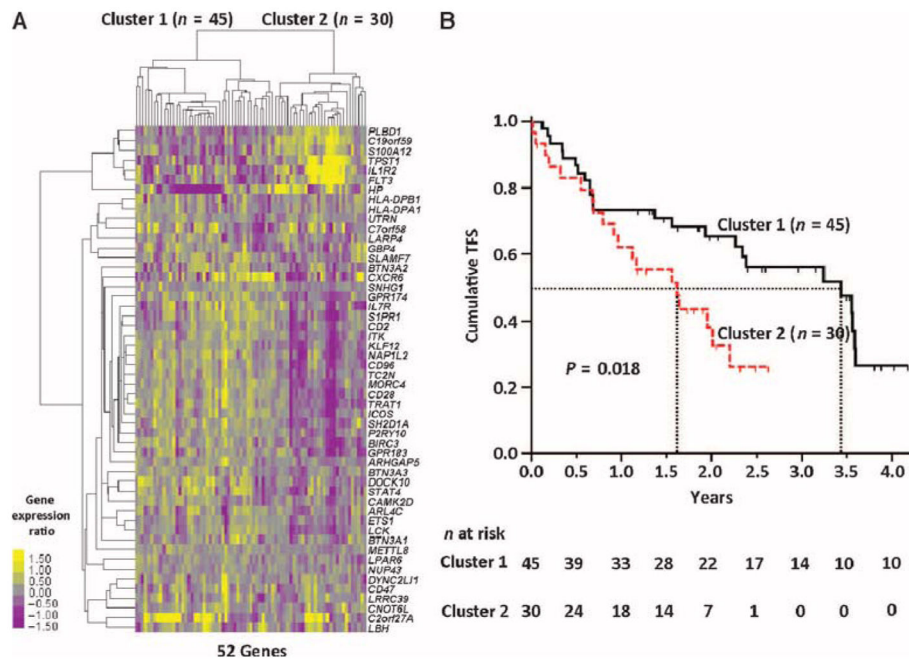 A
Cluster 1 (n = 45)
Cluster 2 (n = 30)
PLBD1
C19orf59
S100A12
TPST1
IL1R2
FLT3
HP
HLA-DPB1
HLA-DPA1
UTRN
C7orf58
LARP4
GBP4
SLAMF7
BTN3A2
CXCR6
SNHG1
GPR174
IL7R
S1PR1
CD2
ITK
KLF12
NAP1L2
CD96
TC2N
MORC4
CD28
TRAT1
ICOS
SH2D1A
P2RY10
BIRC3
GPR183
ARHGAP5
BTN3A3
DOCK10
STAT4
CAMK2D
ARL4C
ETS1
LCK
BTN3A1
METTL8
LPAR6
NUP43
DYNC2LI1
CD47
LRRC39
CNOT6L
C2orf27A
LBH
Gene
expression
ratio
1.50
1.00
0.50
0.00
−0.50
−1.00
−1.50
52 Genes
B
Cumulative TFS
1.0
0.8
0.6
0.4
0.2
0.0
Cluster 1 (n = 45)
Cluster 2 (n = 30)
P = 0.018
0.0 0.5 1.0 1.5 2.0 2.5 3.0 3.5 4.0
Years
n at risk
Cluster 1 45 39 33 28 22 17 14 10 10
Cluster 2 30 24 18 14 7 1 0 0 0